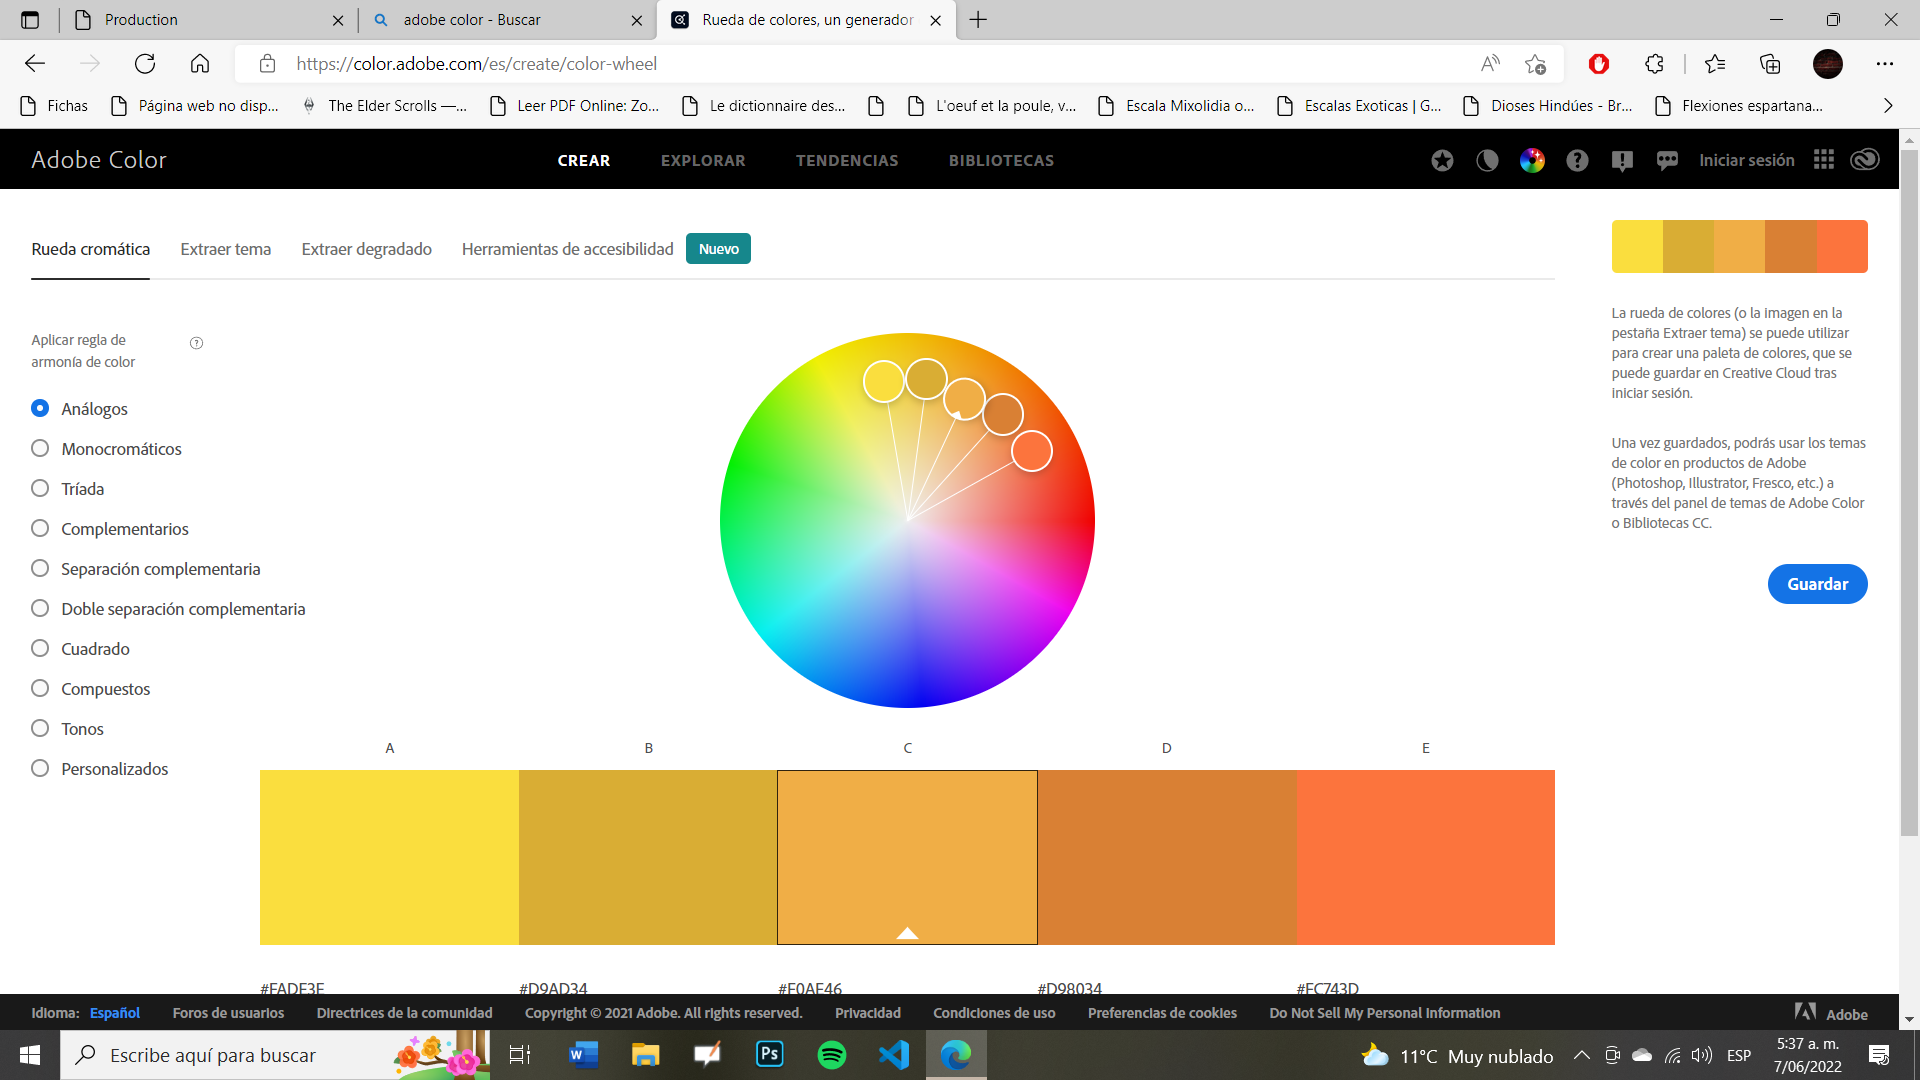 Production
adobe color - Buscar
Rueda de colores, un generador
https://color.adobe.com/es/create/color-wheel
Fichas
Página web no disp...
The Elder Scrolls —...
Leer PDF Online: Zo...
Le dictionnaire des...
L'oeuf et la poule, v...
Escala Mixolidia o...
Escalas Exoticas | G...
Dioses Hindúes - Br...
Flexiones espartana...
Adobe Color
CREAR
EXPLORAR
TENDENCIAS
BIBLIOTECAS
Iniciar sesión
Rueda cromática
Extraer tema
Extraer degradado
Herramientas de accesibilidad
Nuevo
Aplicar regla de
armonía de color
Análogos
Monocromáticos
Tríada
Complementarios
Separación complementaria
Doble separación complementaria
Cuadrado
Compuestos
Tonos
Personalizados
La rueda de colores (o la imagen en la
pestaña Extraer tema) se puede utilizar
para crear una paleta de colores, que se
puede guardar en Creative Cloud tras
iniciar sesión.
Una vez guardados, podrás usar los temas
de color en productos de Adobe
(Photoshop, Illustrator, Fresco, etc.) a
través del panel de temas de Adobe Color
o Bibliotecas CC.
Guardar
A
B
C
D
E
#FADE3E
#D9AD34
#F0AE46
#D98034
#FC743D
Idioma: Español
Foros de usuarios
Directrices de la comunidad
Copyright © 2021 Adobe. All rights reserved.
Privacidad
Condiciones de uso
Preferencias de cookies
Do Not Sell My Personal Information
Adobe
Escribe aquí para buscar
W
Ps
11°C Muy nublado
ESP
5:37 a. m.
7/06/2022